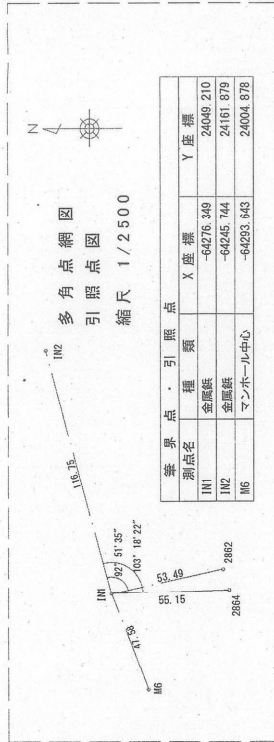 多角点網図
引照点図
縮尺 1/2500
N
IN2
116.75
IN1
92° 51' 35"
103° 18' 22"
47.58
M6
53.49
55.15
2862
2864
筆界点・引照点
測点名 種類 X座標 Y座標
IN1 金属鋲 -64276.349 24049.210
IN2 金属鋲 -64245.744 24161.879
M6 マンホール中心 -64293.643 24004.878